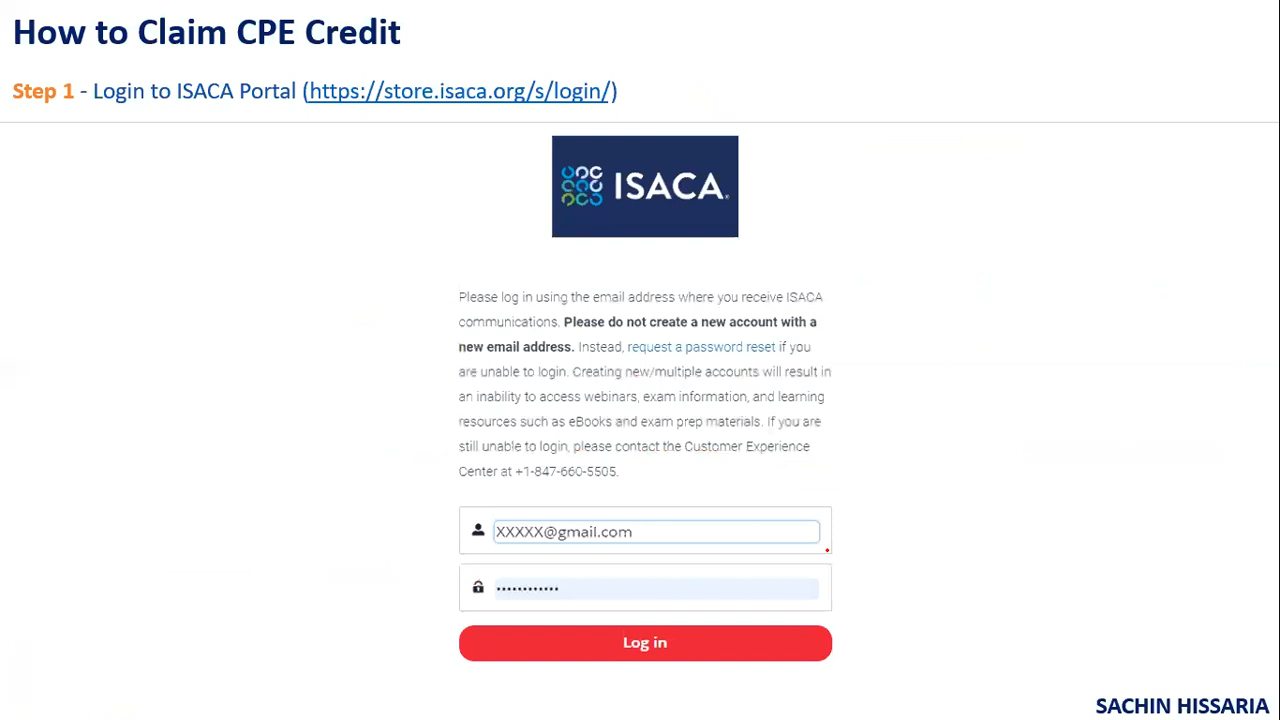 How to Claim CPE Credit
Step 1 - Login to ISACA Portal (https://store.isaca.org/s/login/)
ISACA.
Please log in using the email address where you receive ISACA
communications. Please do not create a new account with a
new email address. Instead, request a password reset if you
are unable to login. Creating new/multiple accounts will result in
an inability to access webinars, exam information, and learning
resources such as eBooks and exam prep materials. If you are
still unable to login, please contact the Customer Experience
Center at +1-847-660-5505.
XXXXX@gmail.com
••••••••••••
Log in
SACHIN HISSARIA